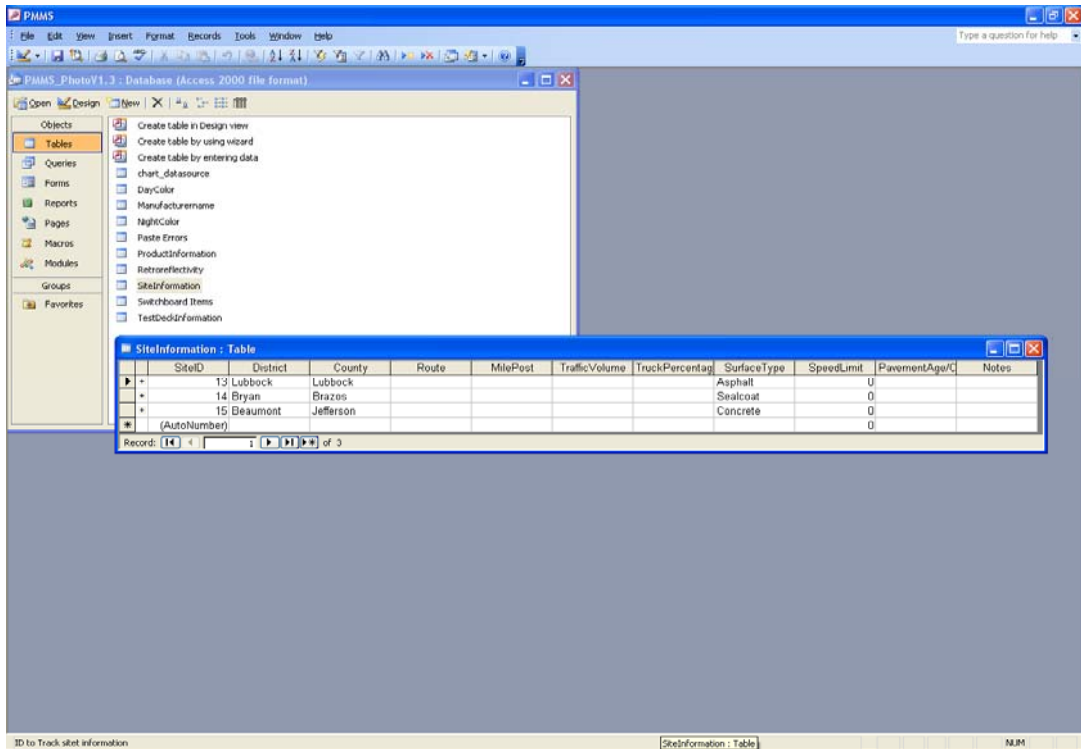 PMMS
File Edit View Insert Format Records Tools Window Help
Type a question for help
PMMS_PhotoV1.3 : Database (Access 2000 file format)
Open Design New
Objects
Tables
Queries
Forms
Reports
Pages
Macros
Modules
Groups
Favorites
Create table in Design view
Create table by using wizard
Create table by entering data
chart_datasource
DayColor
Manufacturername
NightColor
Paste Errors
ProductInformation
Retroreflectivity
SiteInformation
Switchboard Items
TestDeckInformation
SiteInformation : Table
SiteID District County Route MilePost TrafficVolume TruckPercentag SurfaceType SpeedLimit PavementAge/C Notes
13 Lubbock Lubbock Asphalt 0
14 Bryan Brazos Sealcoat 0
15 Beaumont Jefferson Concrete 0
(AutoNumber) 0
Record: 1 of 3
ID to Track sitet information
SiteInformation : Table
NUM